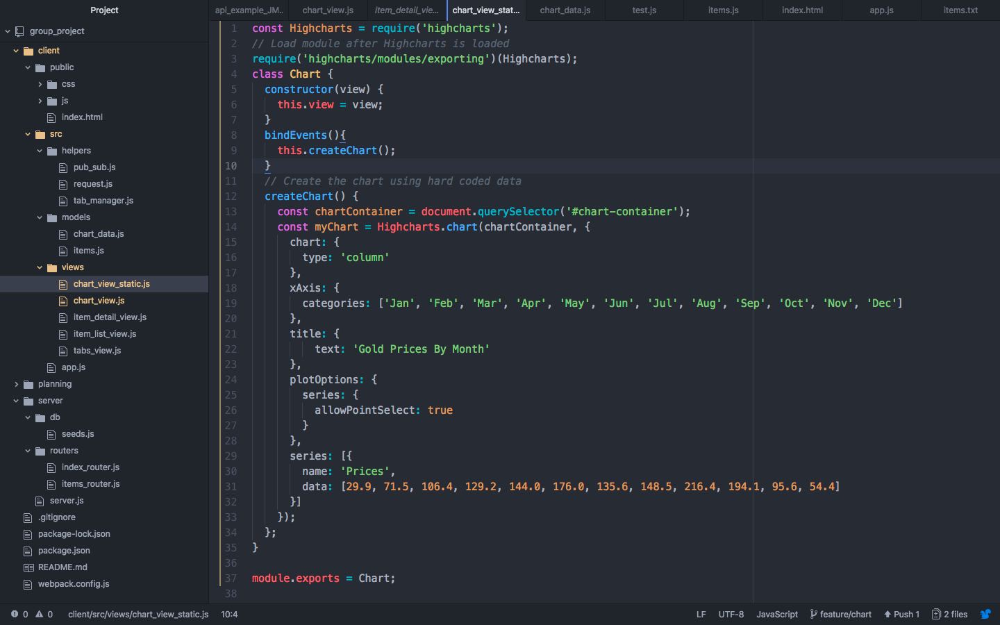 Project
group_project
client
public
css
js
index.html
src
helpers
pub_sub.js
request.js
tab_manager.js
models
chart_data.js
items.js
views
chart_view_static.js
chart_view.js
item_detail_view.js
item_list_view.js
tabs_view.js
app.js
planning
server
db
seeds.js
routers
index_router.js
items_router.js
server.js
.gitignore
package-lock.json
package.json
README.md
webpack.config.js
api_example_JM... chart_view.js item_detail_vie... chart_view_stat... chart_data.js test.js items.js index.html app.js items.txt
1 const Highcharts = require('highcharts');
2 // Load module after Highcharts is loaded
3 require('highcharts/modules/exporting')(Highcharts);
4 class Chart {
5 constructor(view) {
6 this.view = view;
7 }
8 bindEvents(){
9 this.createChart();
10 }
11 // Create the chart using hard coded data
12 createChart() {
13 const chartContainer = document.querySelector('#chart-container');
14 const myChart = Highcharts.chart(chartContainer, {
15 chart: {
16 type: 'column'
17 },
18 xAxis: {
19 categories: ['Jan', 'Feb', 'Mar', 'Apr', 'May', 'Jun', 'Jul', 'Aug', 'Sep', 'Oct', 'Nov', 'Dec']
20 },
21 title: {
22 text: 'Gold Prices By Month'
23 },
24 plotOptions: {
25 series: {
26 allowPointSelect: true
27 }
28 },
29 series: [{
30 name: 'Prices',
31 data: [29.9, 71.5, 106.4, 129.2, 144.0, 176.0, 135.6, 148.5, 216.4, 194.1, 95.6, 54.4]
32 }]
33 });
34 };
35 }
36
37 module.exports = Chart;
38
0 0 client/src/views/chart_view_static.js 10:4 LF UTF-8 JavaScript feature/chart Push 1 2 files